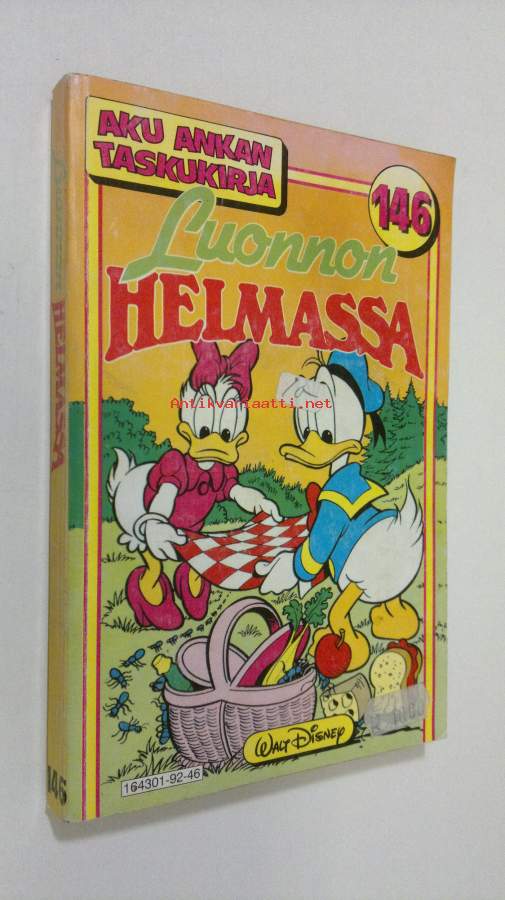 AKU ANKAN
TASKUKIRJA
146
Luonnon
HELMASSA
Antikvariaatti.net
WALT DISNEY
164301-92-46
Luonnon
HELMASSA
146